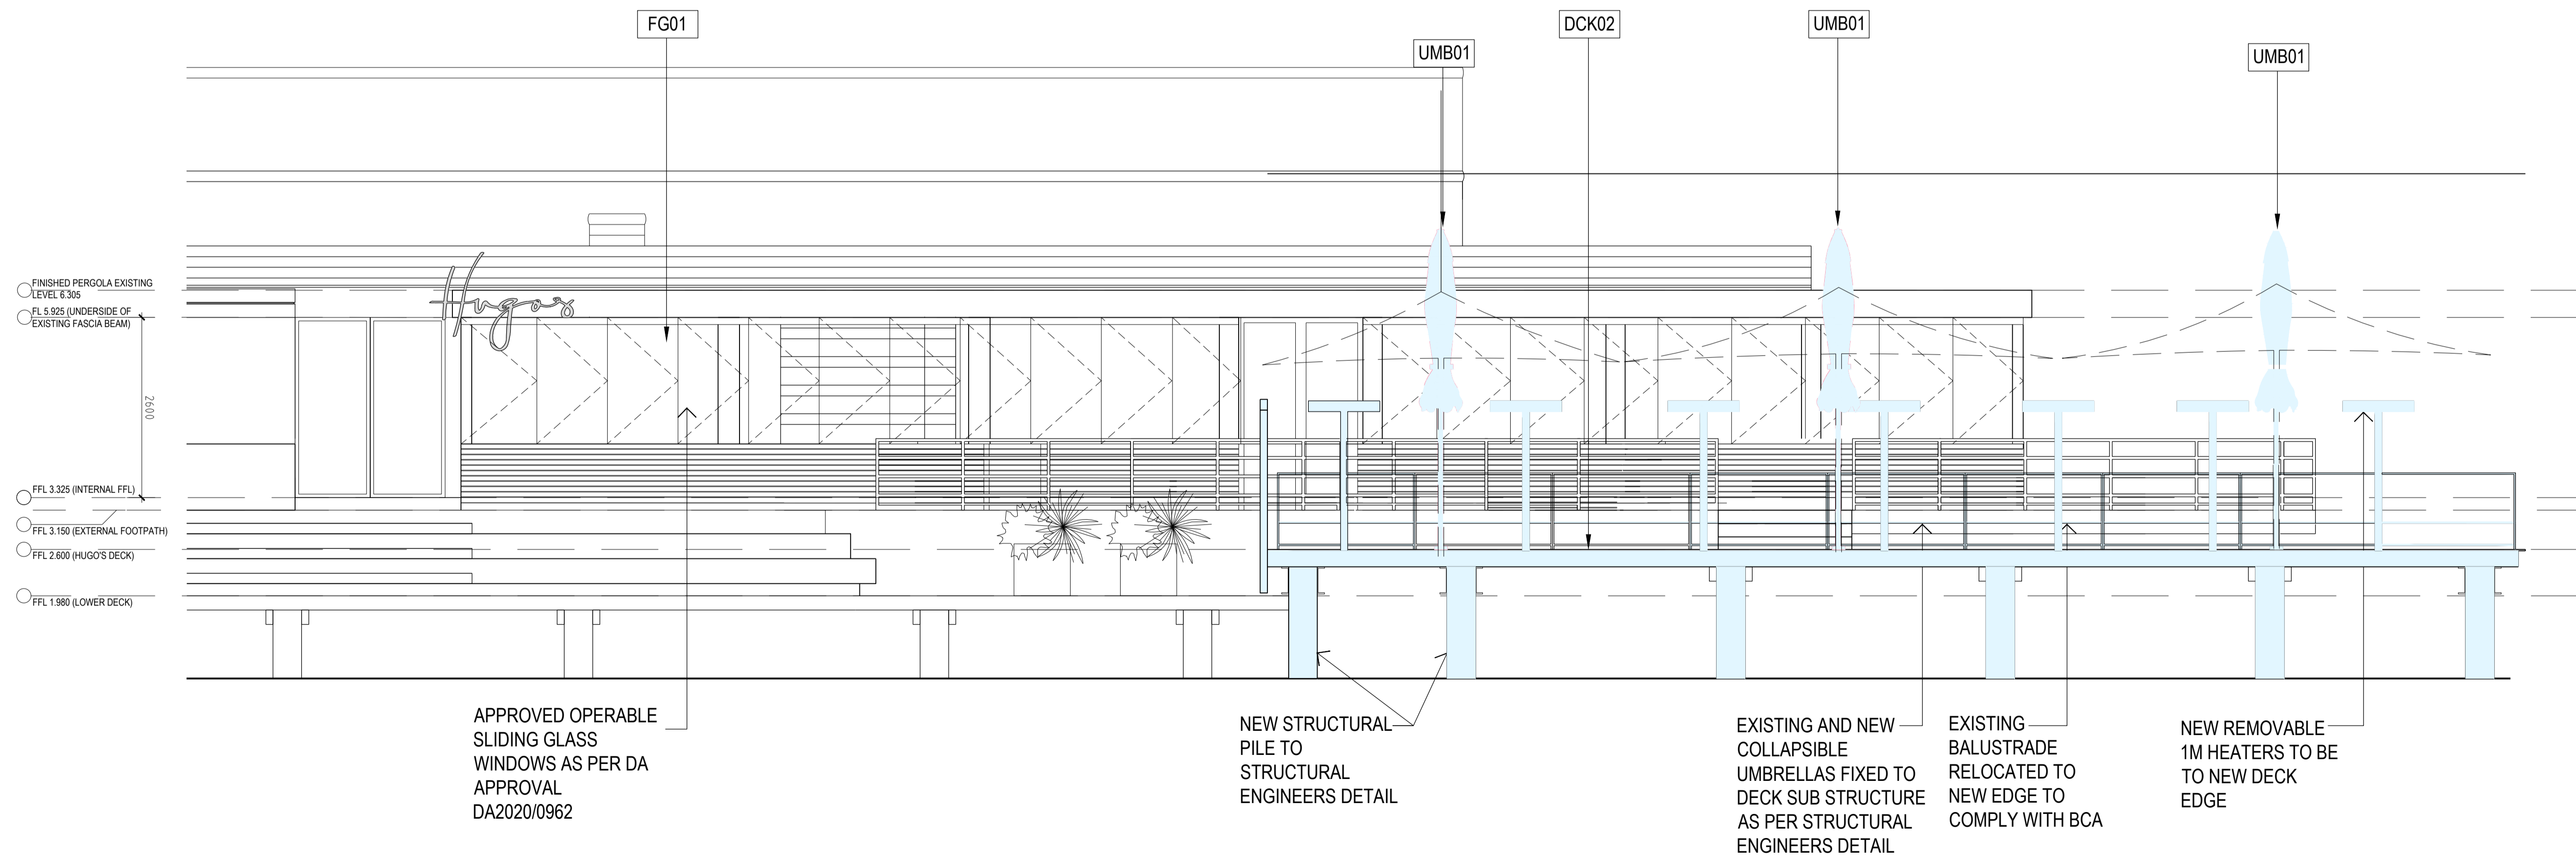 FG01
UMB01
DCK02
UMB01
UMB01
FINISHED PERGOLA EXISTING
LEVEL 6.305
FL 5.925 (UNDERSIDE OF
EXISTING FASCIA BEAM)
Hugos
2600
FFL 3.325 (INTERNAL FFL)
FFL 3.150 (EXTERNAL FOOTPATH)
FFL 2.600 (HUGO'S DECK)
FFL 1.980 (LOWER DECK)
APPROVED OPERABLE
SLIDING GLASS
WINDOWS AS PER DA
APPROVAL
DA2020/0962
NEW STRUCTURAL
PILE TO
STRUCTURAL
ENGINEERS DETAIL
EXISTING AND NEW
COLLAPSIBLE
UMBRELLAS FIXED TO
DECK SUB STRUCTURE
AS PER STRUCTURAL
ENGINEERS DETAIL
EXISTING
BALUSTRADE
RELOCATED TO
NEW EDGE TO
COMPLY WITH BCA
NEW REMOVABLE
1M HEATERS TO BE
TO NEW DECK
EDGE